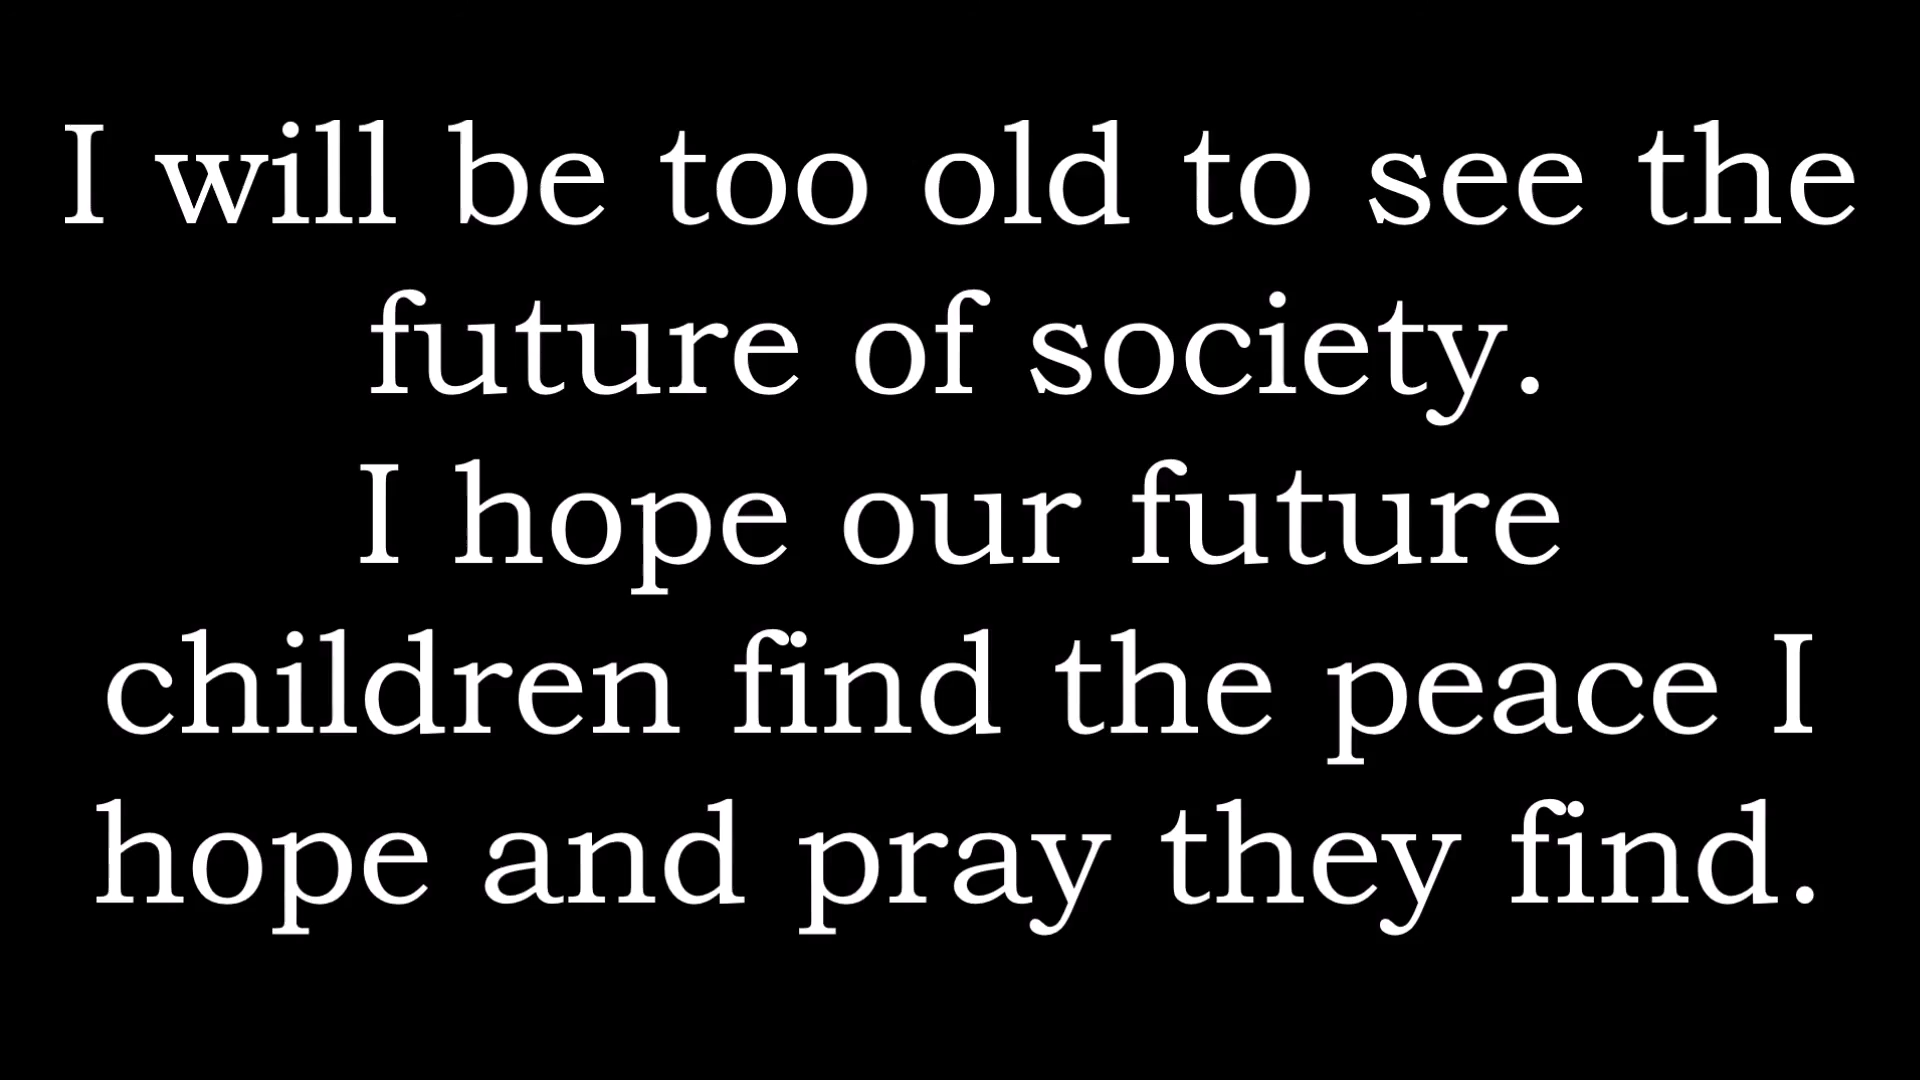 I will be too old to see the
future of society.
I hope our future
children find the peace I
hope and pray they find.